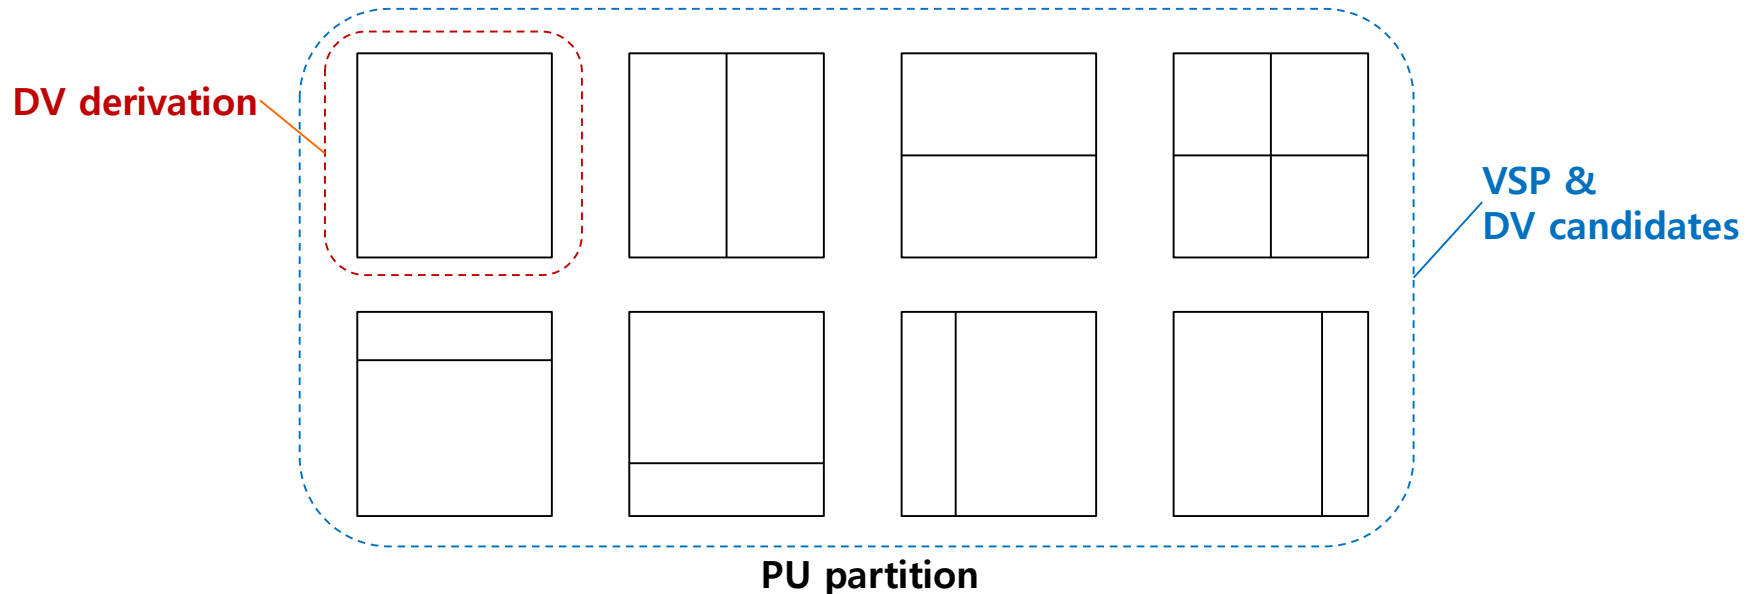 DV derivation
VSP &
DV candidates
PU partition